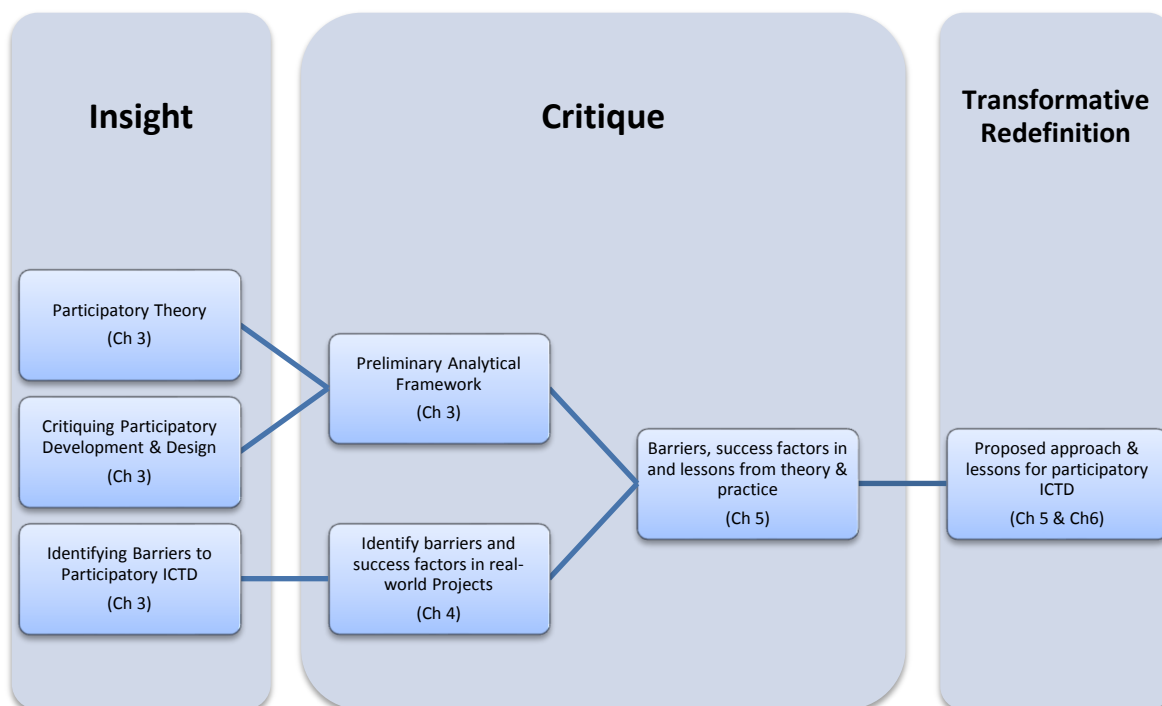 Insight
Participatory Theory
(Ch 3)
Critiquing Participatory
Development & Design
(Ch 3)
Identifying Barriers to
Participatory ICTD
(Ch 3)
Critique
Preliminary Analytical
Framework
(Ch 3)
Identify barriers and
success factors in real-
world Projects
(Ch 4)
Barriers, success factors in
and lessons from theory &
practice
(Ch 5)
Transformative
Redefinition
Proposed approach &
lessons for participatory
ICTD
(Ch 5 & Ch6)